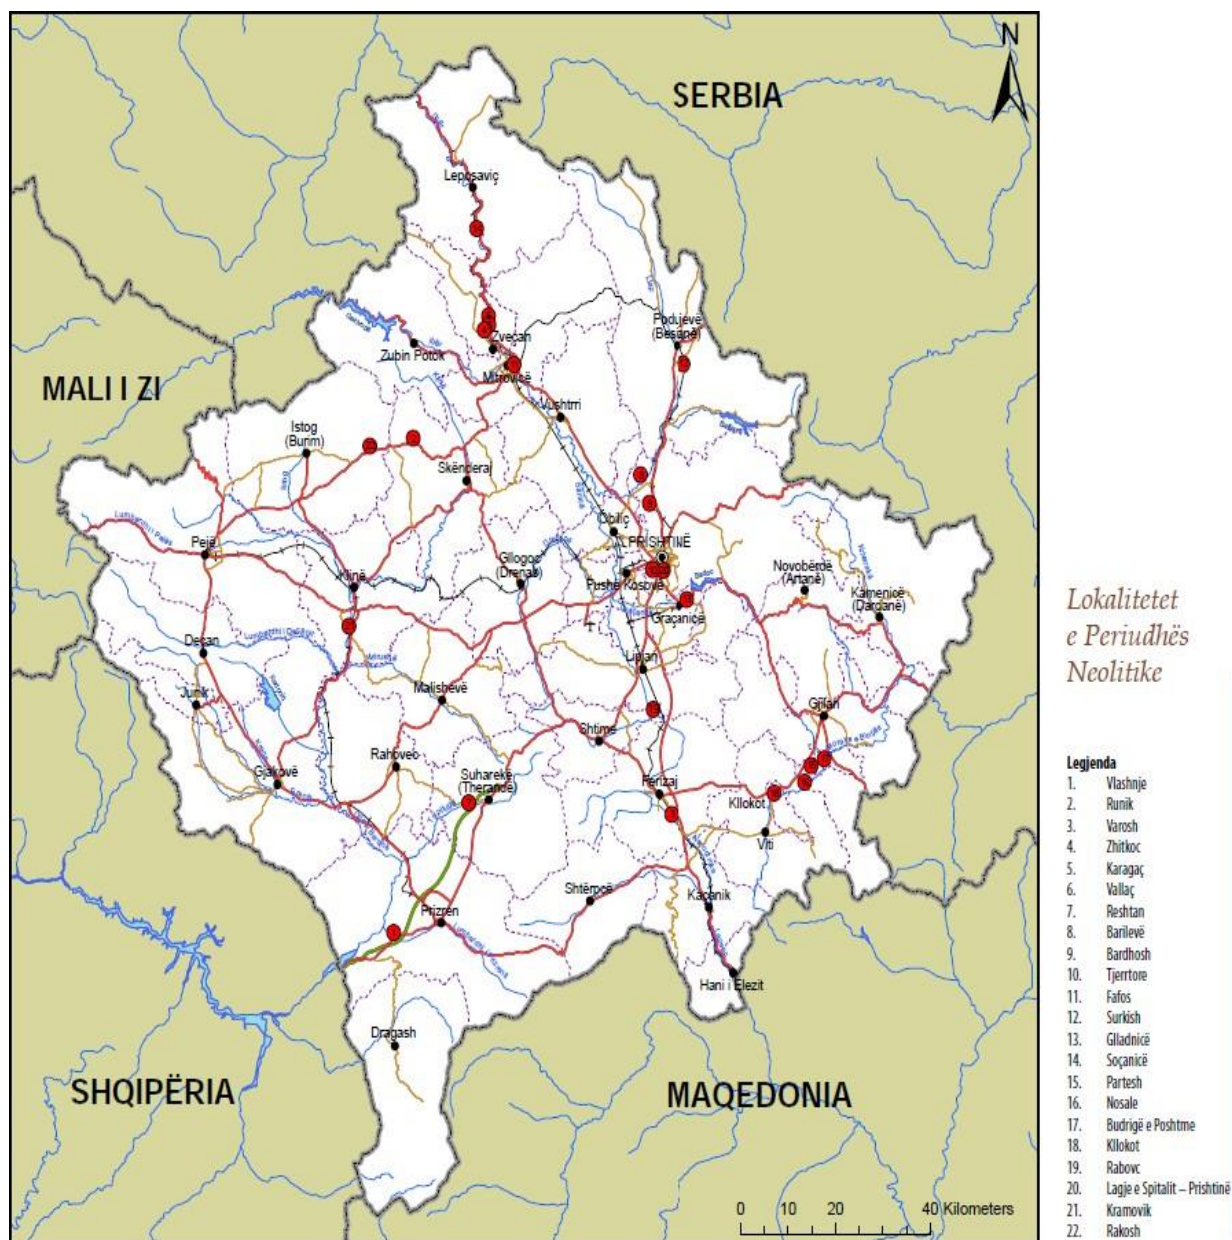 N
SERBIA
Leposaviç
Zveçan
Podujevë
(Besianë)
Zubin Potok
Mitrovicë
MALI I ZI
Vushtrri
Istog
(Burim)
Skënderaj
Obiliç
PRISHTINË
Lumbardhi i Pejës
Pejë
Gllogoc
(Drenas)
Fushë Kosovë
Novobërdë
(Artanë)
Kamenicë
(Dardanë)
Klinë
Graçanicë
Deçan
Lipjan
Junik
Malishevë
Gjilan
Shtime
Rahovec
Gjakovë
Suharekë
(Therandë)
Ferizaj
Kllokot
Viti
Shtërpcë
Kaçanik
Prizren
Hani i Elezit
Dragash
SHQIPËRIA
MAQEDONIA
0 10 20 40 Kilometers
Lokalitetet
e Periudhës
Neolitike
Legjenda
1. Vlashnje
2. Runik
3. Varosh
4. Zhitkoc
5. Karagaç
6. Vallaç
7. Reshtan
8. Barilevë
9. Bardhosh
10. Tjerrtore
11. Fafos
12. Surkish
13. Glladnicë
14. Soçanicë
15. Partesh
16. Nosale
17. Budrigë e Poshtme
18. Kllokot
19. Rabovc
20. Lagje e Spitalit – Prishtinë
21. Kramovik
22. Rakosh